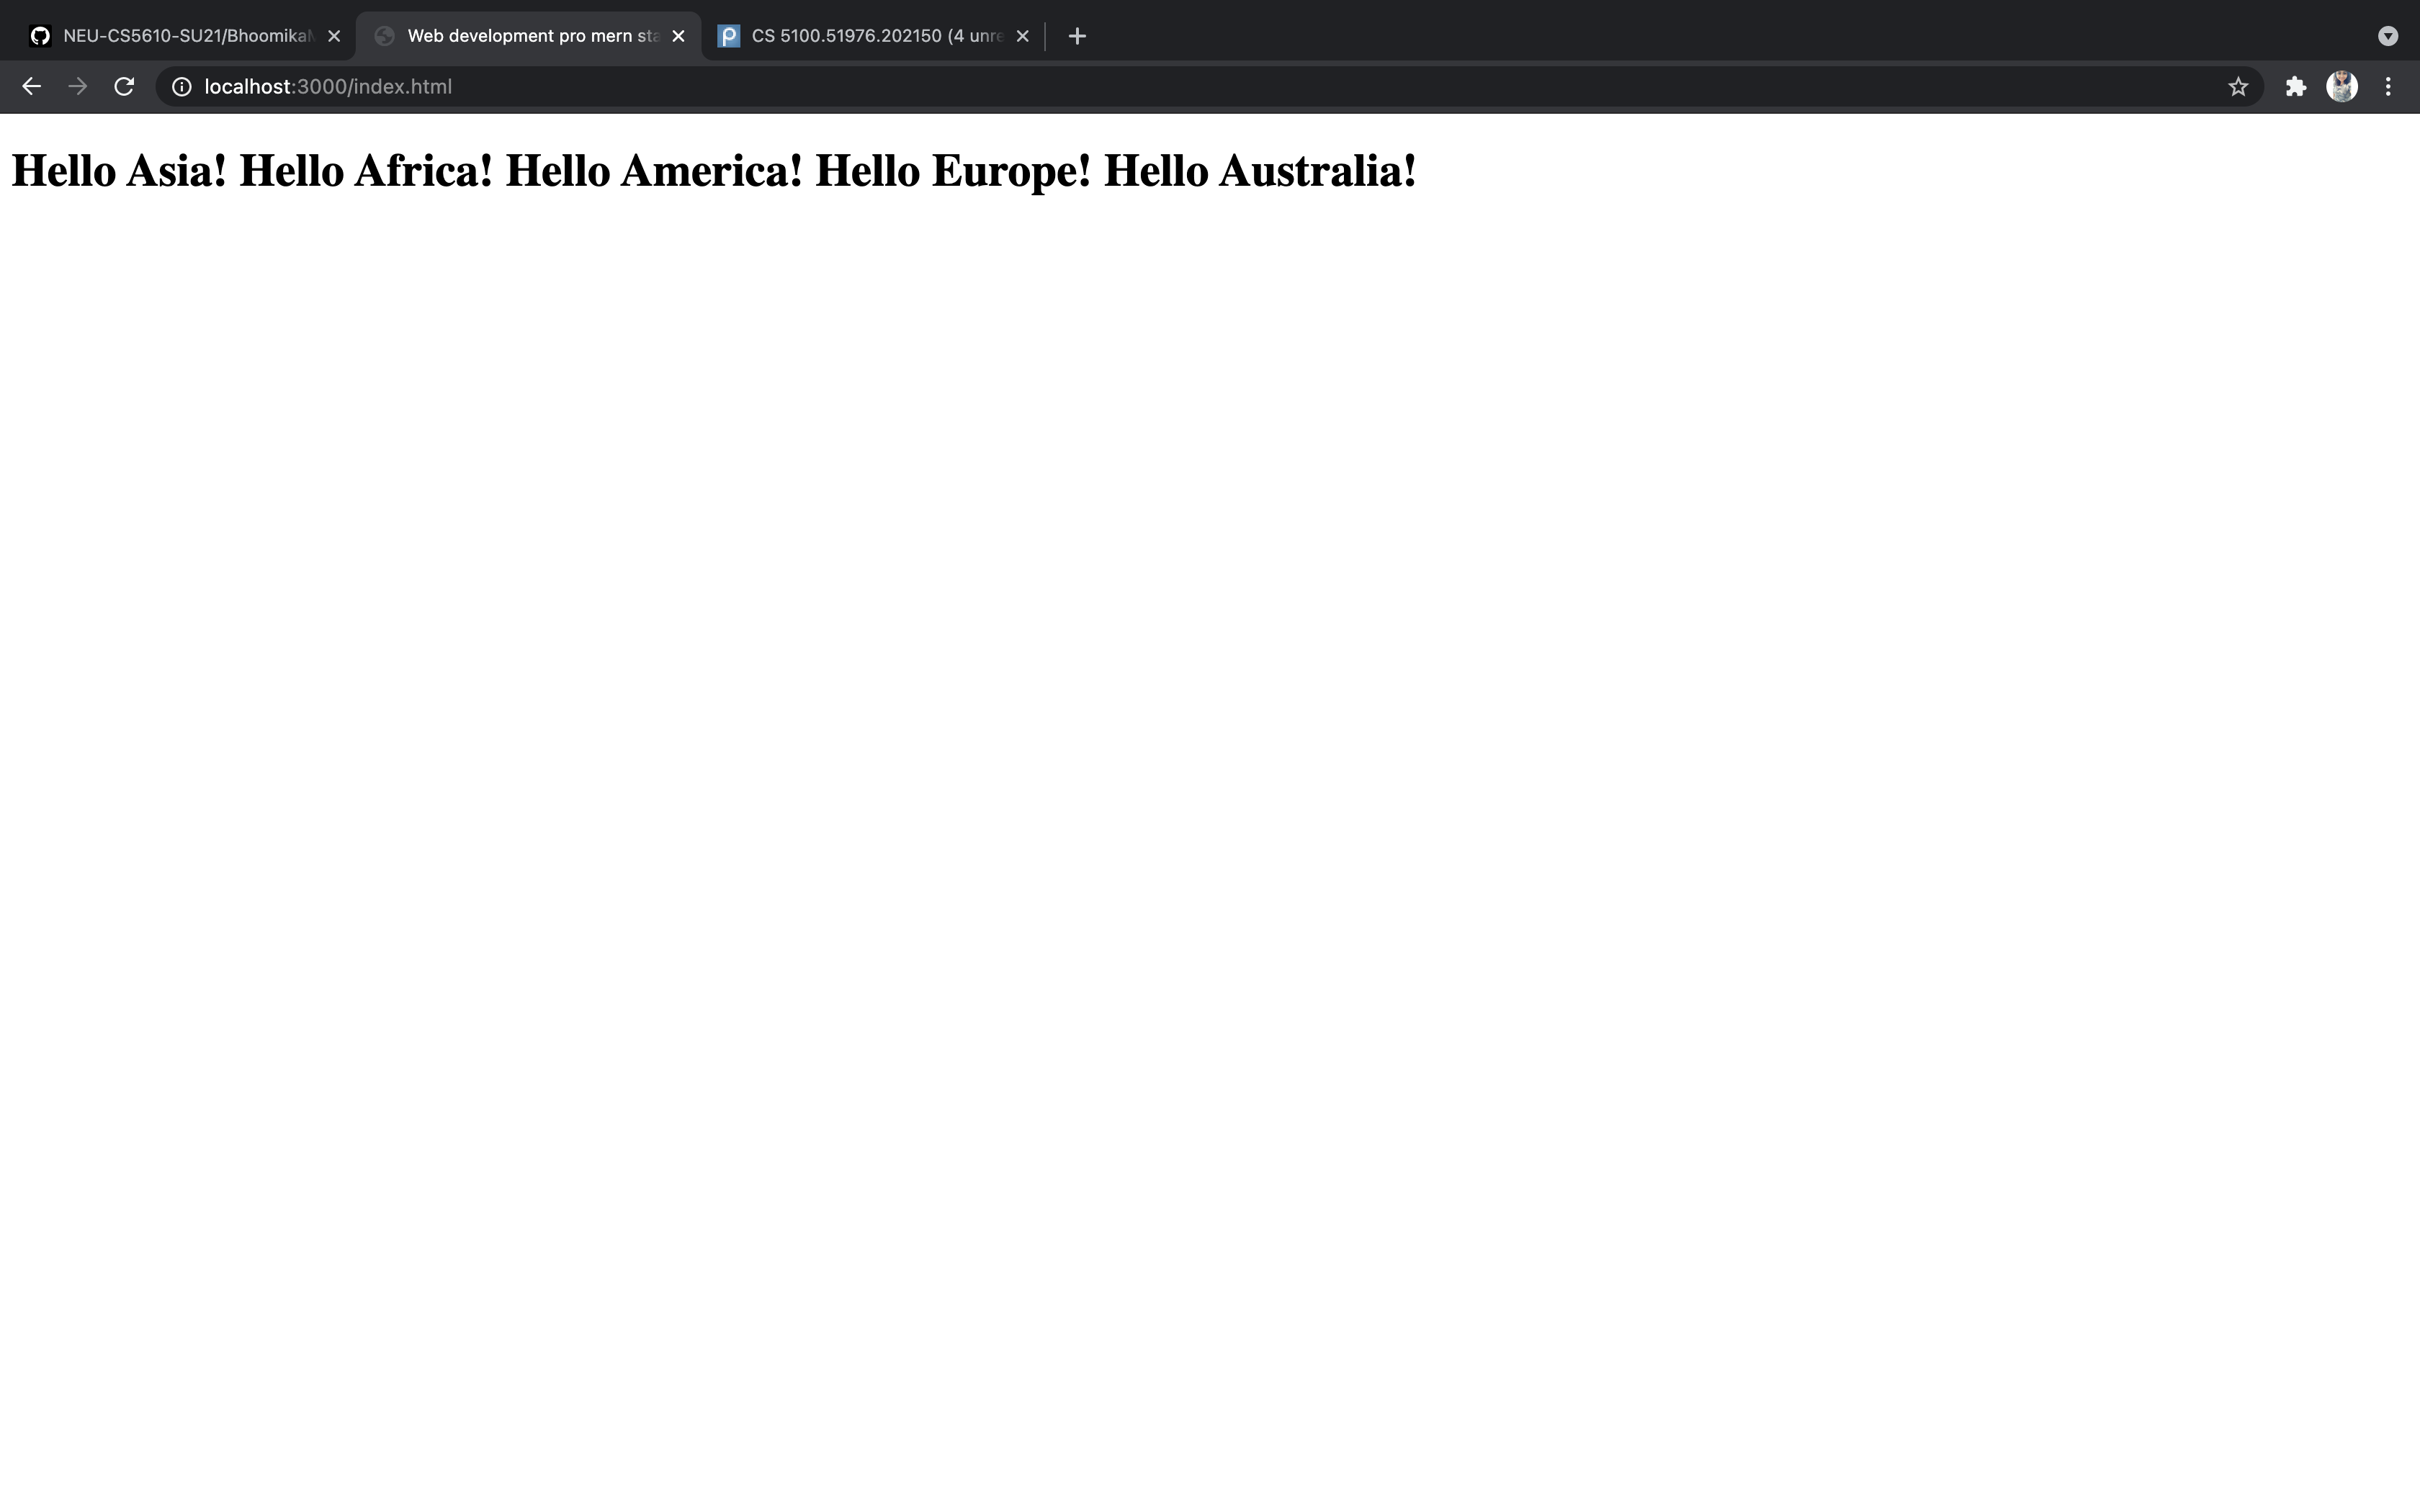 NEU-CS5610-SU21/Bhoomika
Web development pro mern sta
CS 5100.51976.202150 (4 unre
localhost:3000/index.html
Hello Asia! Hello Africa! Hello America! Hello Europe! Hello Australia!